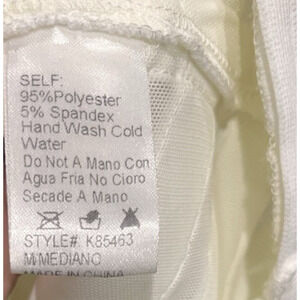 SELF:
95%Polyester
5% Spandex
Hand Wash Cold
Water
Do Not A Mano Con
Agua Fria No Cloro
Secade A Mano
STYLE# K85463
M/MEDIANO
MADE IN CHINA